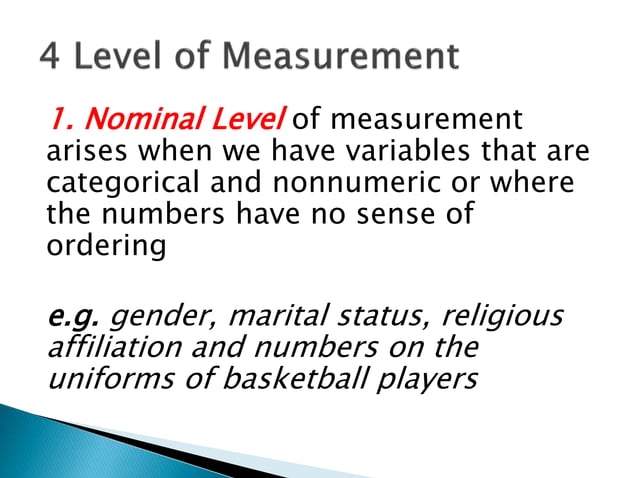 4 Level of Measurement
1. Nominal Level of measurement
arises when we have variables that are
categorical and nonnumeric or where
the numbers have no sense of
ordering
e.g. gender, marital status, religious
affiliation and numbers on the
uniforms of basketball players